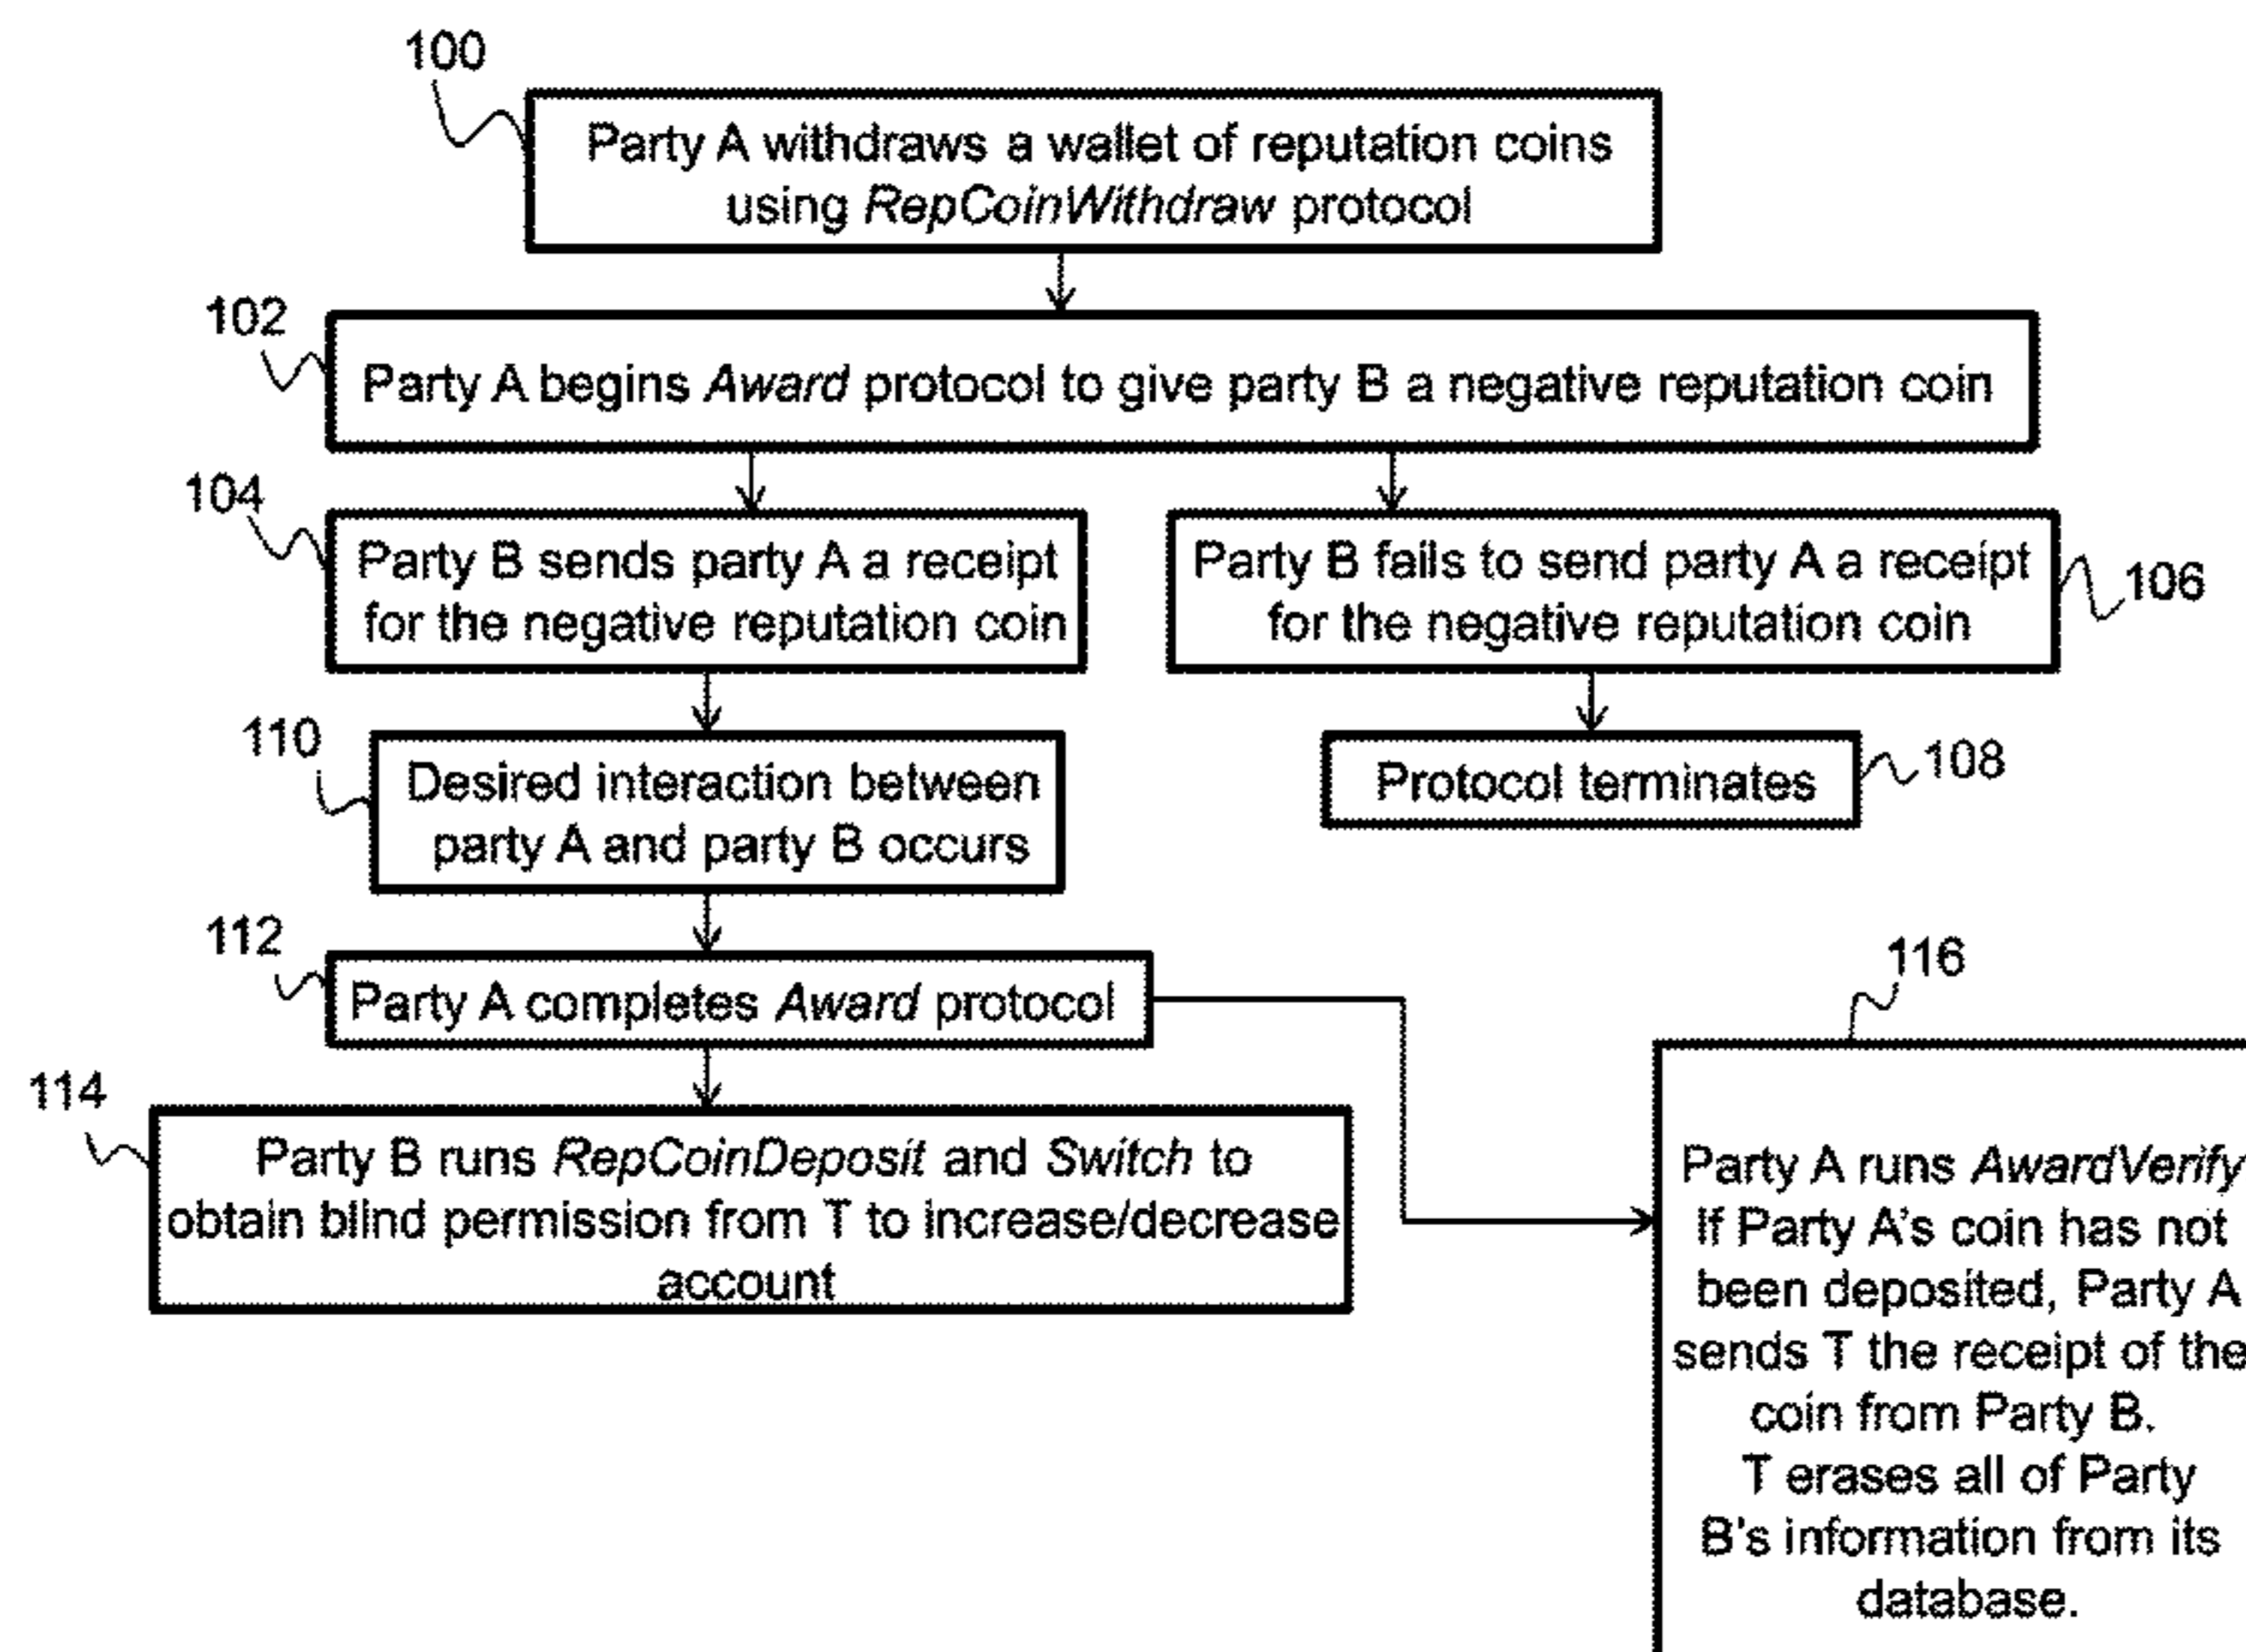 100
Party A withdraws a wallet of reputation coins
using RepCoinWithdraw protocol
102
Party A begins Award protocol to give party B a negative reputation coin
104
Party B sends party A a receipt
for the negative reputation coin
Party B fails to send party A a receipt
for the negative reputation coin
106
110
Desired interaction between
party A and party B occurs
Protocol terminates
108
112
Party A completes Award protocol
114
Party B runs RepCoinDeposit and Switch to
obtain blind permission from T to increase/decrease
account
116
Party A runs AwardVerify
If Party A's coin has not
been deposited, Party A
sends T the receipt of the
coin from Party B.
T erases all of Party
B's information from its
database.